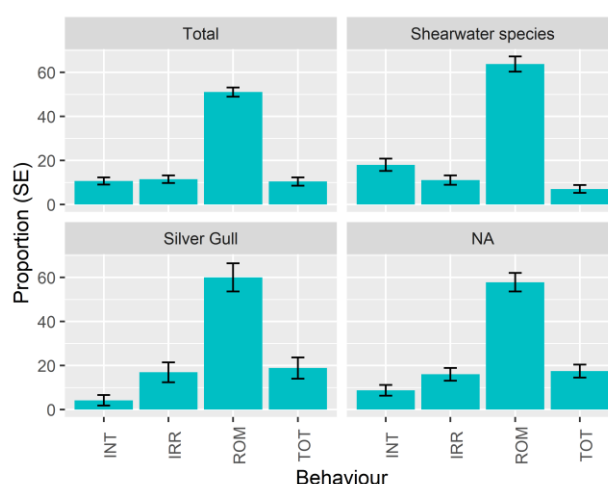 Total
Shearwater species
60
40
20
0
Silver Gull
NA
60
40
20
0
INT
IRR
ROM
TOT
INT
IRR
ROM
TOT
Proportion (SE)
Behaviour